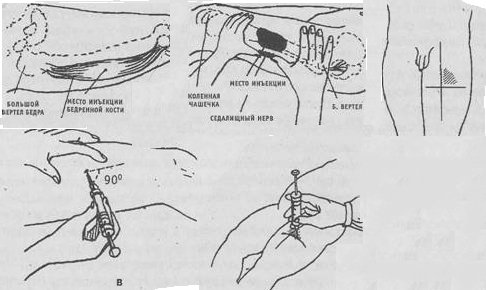 БОЛЬШОЙ
ВЕРТЕЛ БЕДРА
МЕСТО ИНЪЕКЦИИ
БЕДРЕННОЙ КОСТИ
КОЛЕННАЯ
ЧАШЕЧКА
МЕСТО ИНЪЕКЦИИ
СЕДАЛИЩНЫЙ НЕРВ
Б. ВЕРТЕЛ
90°
В